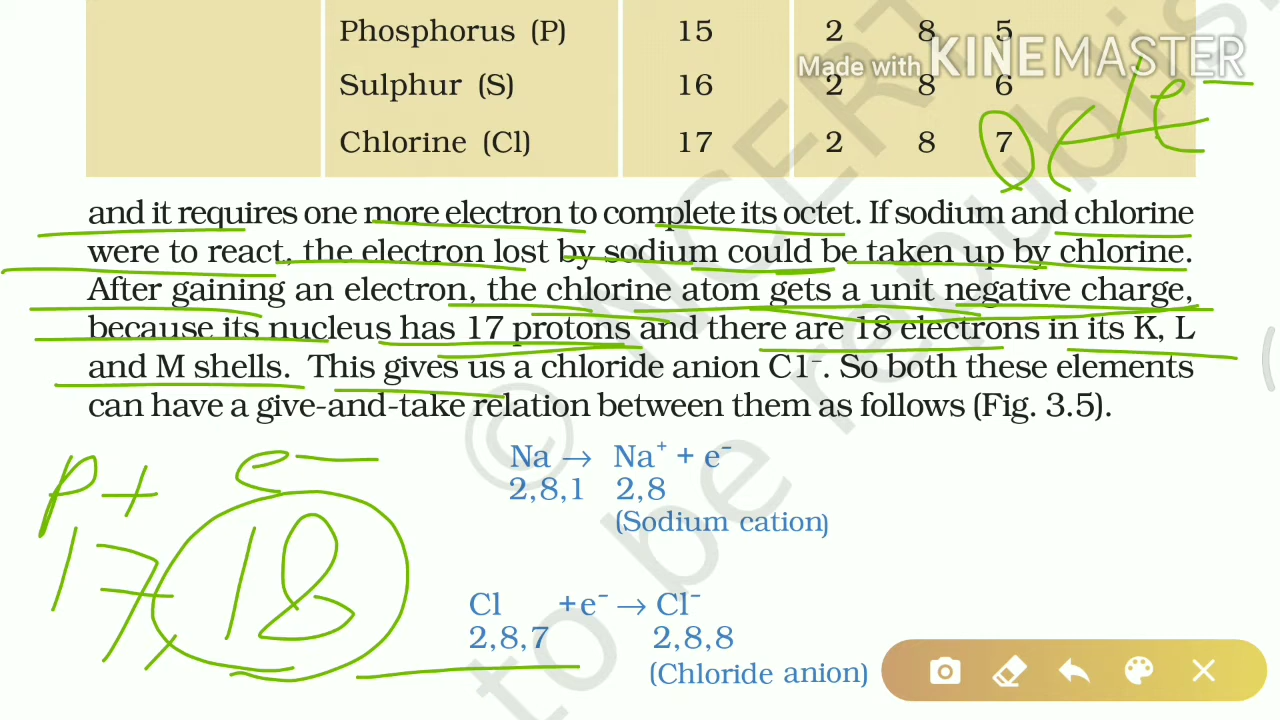 Phosphorus (P) 15 2 8 5
Made with KINEMASTER
Sulphur (S) 16 2 8 6
1e⁻
Chlorine (Cl) 17 2 8 7
and it requires one more electron to complete its octet. If sodium and chlorine
were to react, the electron lost by sodium could be taken up by chlorine.
After gaining an electron, the chlorine atom gets a unit negative charge,
because its nucleus has 17 protons and there are 18 electrons in its K, L
and M shells. This gives us a chloride anion Cl⁻. So both these elements
can have a give-and-take relation between them as follows (Fig. 3.5).
P+ e⁻
17, 18
Na → Na⁺ + e⁻
2,8,1 2,8
(Sodium cation)
Cl +e⁻ → Cl⁻
2,8,7 2,8,8
(Chloride anion)
© NCERT
to be republis